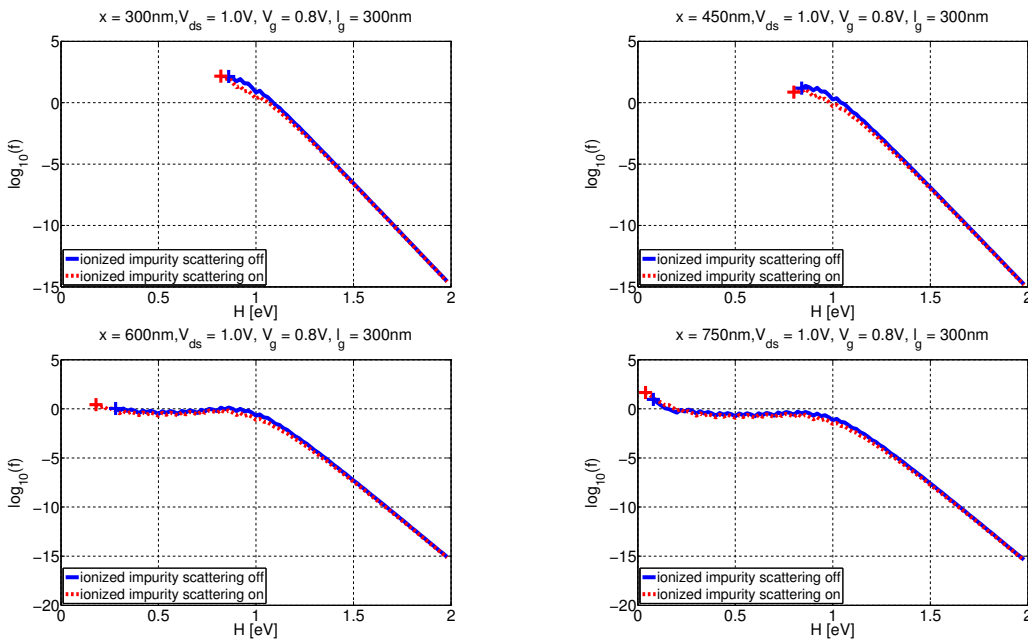 x = 300nm,V_ds = 1.0V, V_g = 0.8V, l_g = 300nm
5
0
−5
−10
−15
log_10(f)
ionized impurity scattering off
ionized impurity scattering on
0 0.5 1 1.5 2
H [eV]
x = 450nm,V_ds = 1.0V, V_g = 0.8V, l_g = 300nm
5
0
−5
−10
−15
log_10(f)
ionized impurity scattering off
ionized impurity scattering on
0 0.5 1 1.5 2
H [eV]
x = 600nm,V_ds = 1.0V, V_g = 0.8V, l_g = 300nm
5
0
−5
−10
−15
−20
log_10(f)
ionized impurity scattering off
ionized impurity scattering on
0 0.5 1 1.5 2
H [eV]
x = 750nm,V_ds = 1.0V, V_g = 0.8V, l_g = 300nm
5
0
−5
−10
−15
−20
log_10(f)
ionized impurity scattering off
ionized impurity scattering on
0 0.5 1 1.5 2
H [eV]